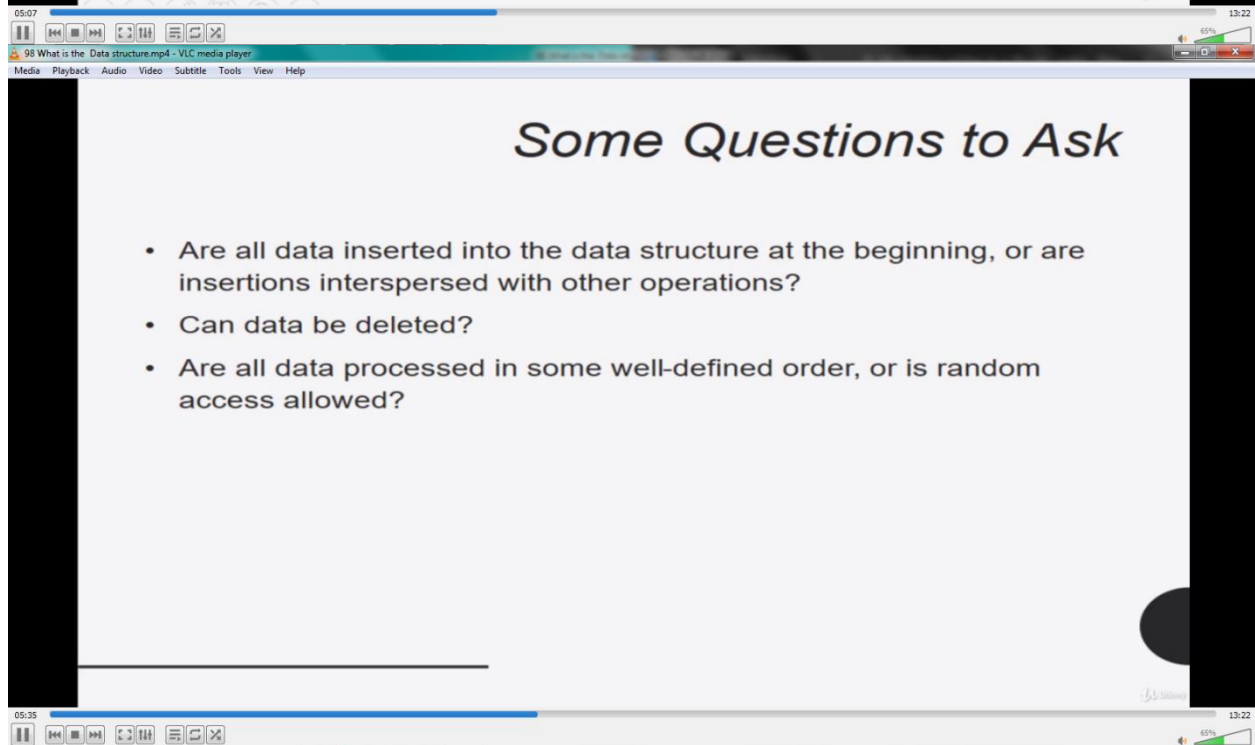 05:07
13:22
65%
98 What is the Data structure.mp4 - VLC media player
Media Playback Audio Video Subtitle Tools View Help
Some Questions to Ask
• Are all data inserted into the data structure at the beginning, or are
insertions interspersed with other operations?
• Can data be deleted?
• Are all data processed in some well-defined order, or is random
access allowed?
Udemy
05:35
13:22
65%